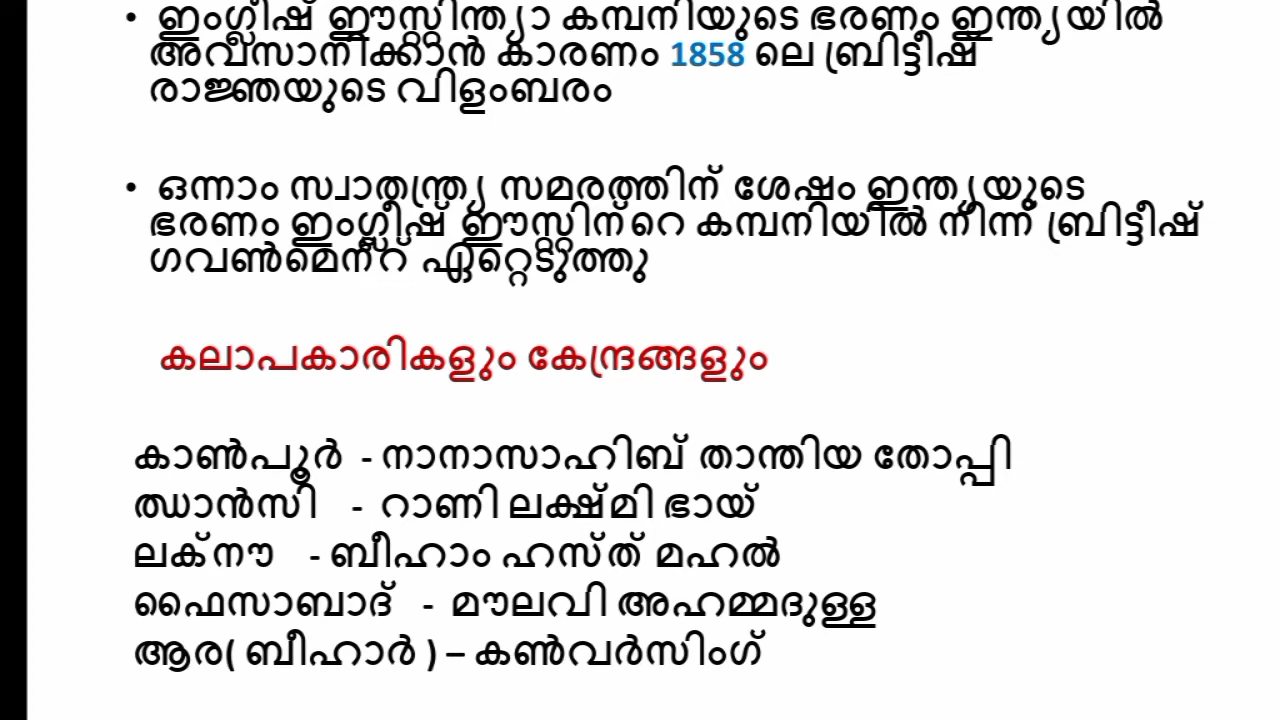 • ഇംഗ്ലീഷ് ഈസ്റ്റിന്ത്യാ കമ്പനിയുടെ ഭരണം ഇന്ത്യയിൽ
അവസാനിക്കാൻ കാരണം 1858 ലെ ബ്രിട്ടീഷ്
രാജ്ഞയുടെ വിളംബരം
• ഒന്നാം സ്വാതന്ത്ര്യ സമരത്തിന് ശേഷം ഇന്ത്യയുടെ
ഭരണം ഇംഗ്ലീഷ് ഈസ്റ്റിന്റെ കമ്പനിയിൽ നിന്ന് ബ്രിട്ടീഷ്
ഗവൺമെന്റ് ഏറ്റെടുത്തു
കലാപകാരികളും കേന്ദ്രങ്ങളും
കാൺപൂർ - നാനാസാഹിബ് താന്തിയ തോപ്പി
ഝാൻസി - റാണി ലക്ഷ്മി ഭായ്
ലക്നൗ - ബീഹാം ഹസ്ത് മഹൽ
ഫൈസാബാദ് - മൗലവി അഹമ്മദുള്ള
ആര( ബീഹാർ ) – കൺവർസിംഗ്